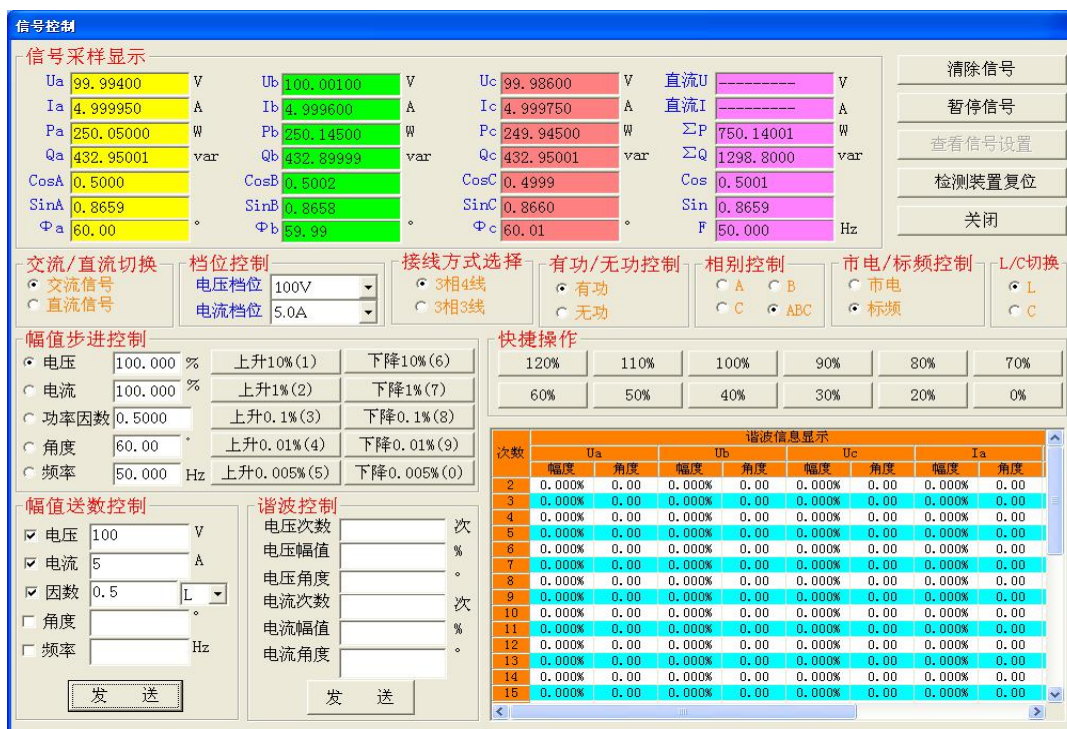 信号控制
信号采样显示
Ua 99.99400 V Ub 100.00100 V Uc 99.98600 V 直流U --------- V
Ia 4.999950 A Ib 4.999600 A Ic 4.999750 A 直流I --------- A
Pa 250.05000 W Pb 250.14500 W Pc 249.94500 W ΣP 750.14001 W
Qa 432.95001 var Qb 432.89999 var Qc 432.95001 var ΣQ 1298.8000 var
CosA 0.5000 CosB 0.5002 CosC 0.4999 Cos 0.5001
SinA 0.8659 SinB 0.8658 SinC 0.8660 Sin 0.8659
Φa 60.00 ° Φb 59.99 ° Φc 60.01 ° F 50.000 Hz
清除信号
暂停信号
查看信号设置
检测装置复位
关闭
交流/直流切换
交流信号
直流信号
档位控制
电压档位 100V
电流档位 5.0A
接线方式选择
3相4线
3相3线
有功/无功控制
有功
无功
相别控制
A B
C ABC
市电/标频控制
市电
标频
L/C切换
L
C
幅值步进控制
电压 100.000 % 上升10%(1) 下降10%(6)
电流 100.000 % 上升1%(2) 下降1%(7)
功率因数 0.5000 上升0.1%(3) 下降0.1%(8)
角度 60.00 ° 上升0.01%(4) 下降0.01%(9)
频率 50.000 Hz 上升0.005%(5) 下降0.005%(0)
快捷操作
120% 110% 100% 90% 80% 70%
60% 50% 40% 30% 20% 0%
幅值送数控制
电压 100 V
电流 5 A
因数 0.5 L
角度 °
频率 Hz
发 送
谐波控制
电压次数 次
电压幅值 %
电压角度 °
电流次数 次
电流幅值 %
电流角度 °
发 送
谐波信息显示
次数 Ua Ub Uc Ia
幅度 角度 幅度 角度 幅度 角度 幅度 角度
2 0.000% 0.00 0.000% 0.00 0.000% 0.00 0.000% 0.00
3 0.000% 0.00 0.000% 0.00 0.000% 0.00 0.000% 0.00
4 0.000% 0.00 0.000% 0.00 0.000% 0.00 0.000% 0.00
5 0.000% 0.00 0.000% 0.00 0.000% 0.00 0.000% 0.00
6 0.000% 0.00 0.000% 0.00 0.000% 0.00 0.000% 0.00
7 0.000% 0.00 0.000% 0.00 0.000% 0.00 0.000% 0.00
8 0.000% 0.00 0.000% 0.00 0.000% 0.00 0.000% 0.00
9 0.000% 0.00 0.000% 0.00 0.000% 0.00 0.000% 0.00
10 0.000% 0.00 0.000% 0.00 0.000% 0.00 0.000% 0.00
11 0.000% 0.00 0.000% 0.00 0.000% 0.00 0.000% 0.00
12 0.000% 0.00 0.000% 0.00 0.000% 0.00 0.000% 0.00
13 0.000% 0.00 0.000% 0.00 0.000% 0.00 0.000% 0.00
14 0.000% 0.00 0.000% 0.00 0.000% 0.00 0.000% 0.00
15 0.000% 0.00 0.000% 0.00 0.000% 0.00 0.000% 0.00